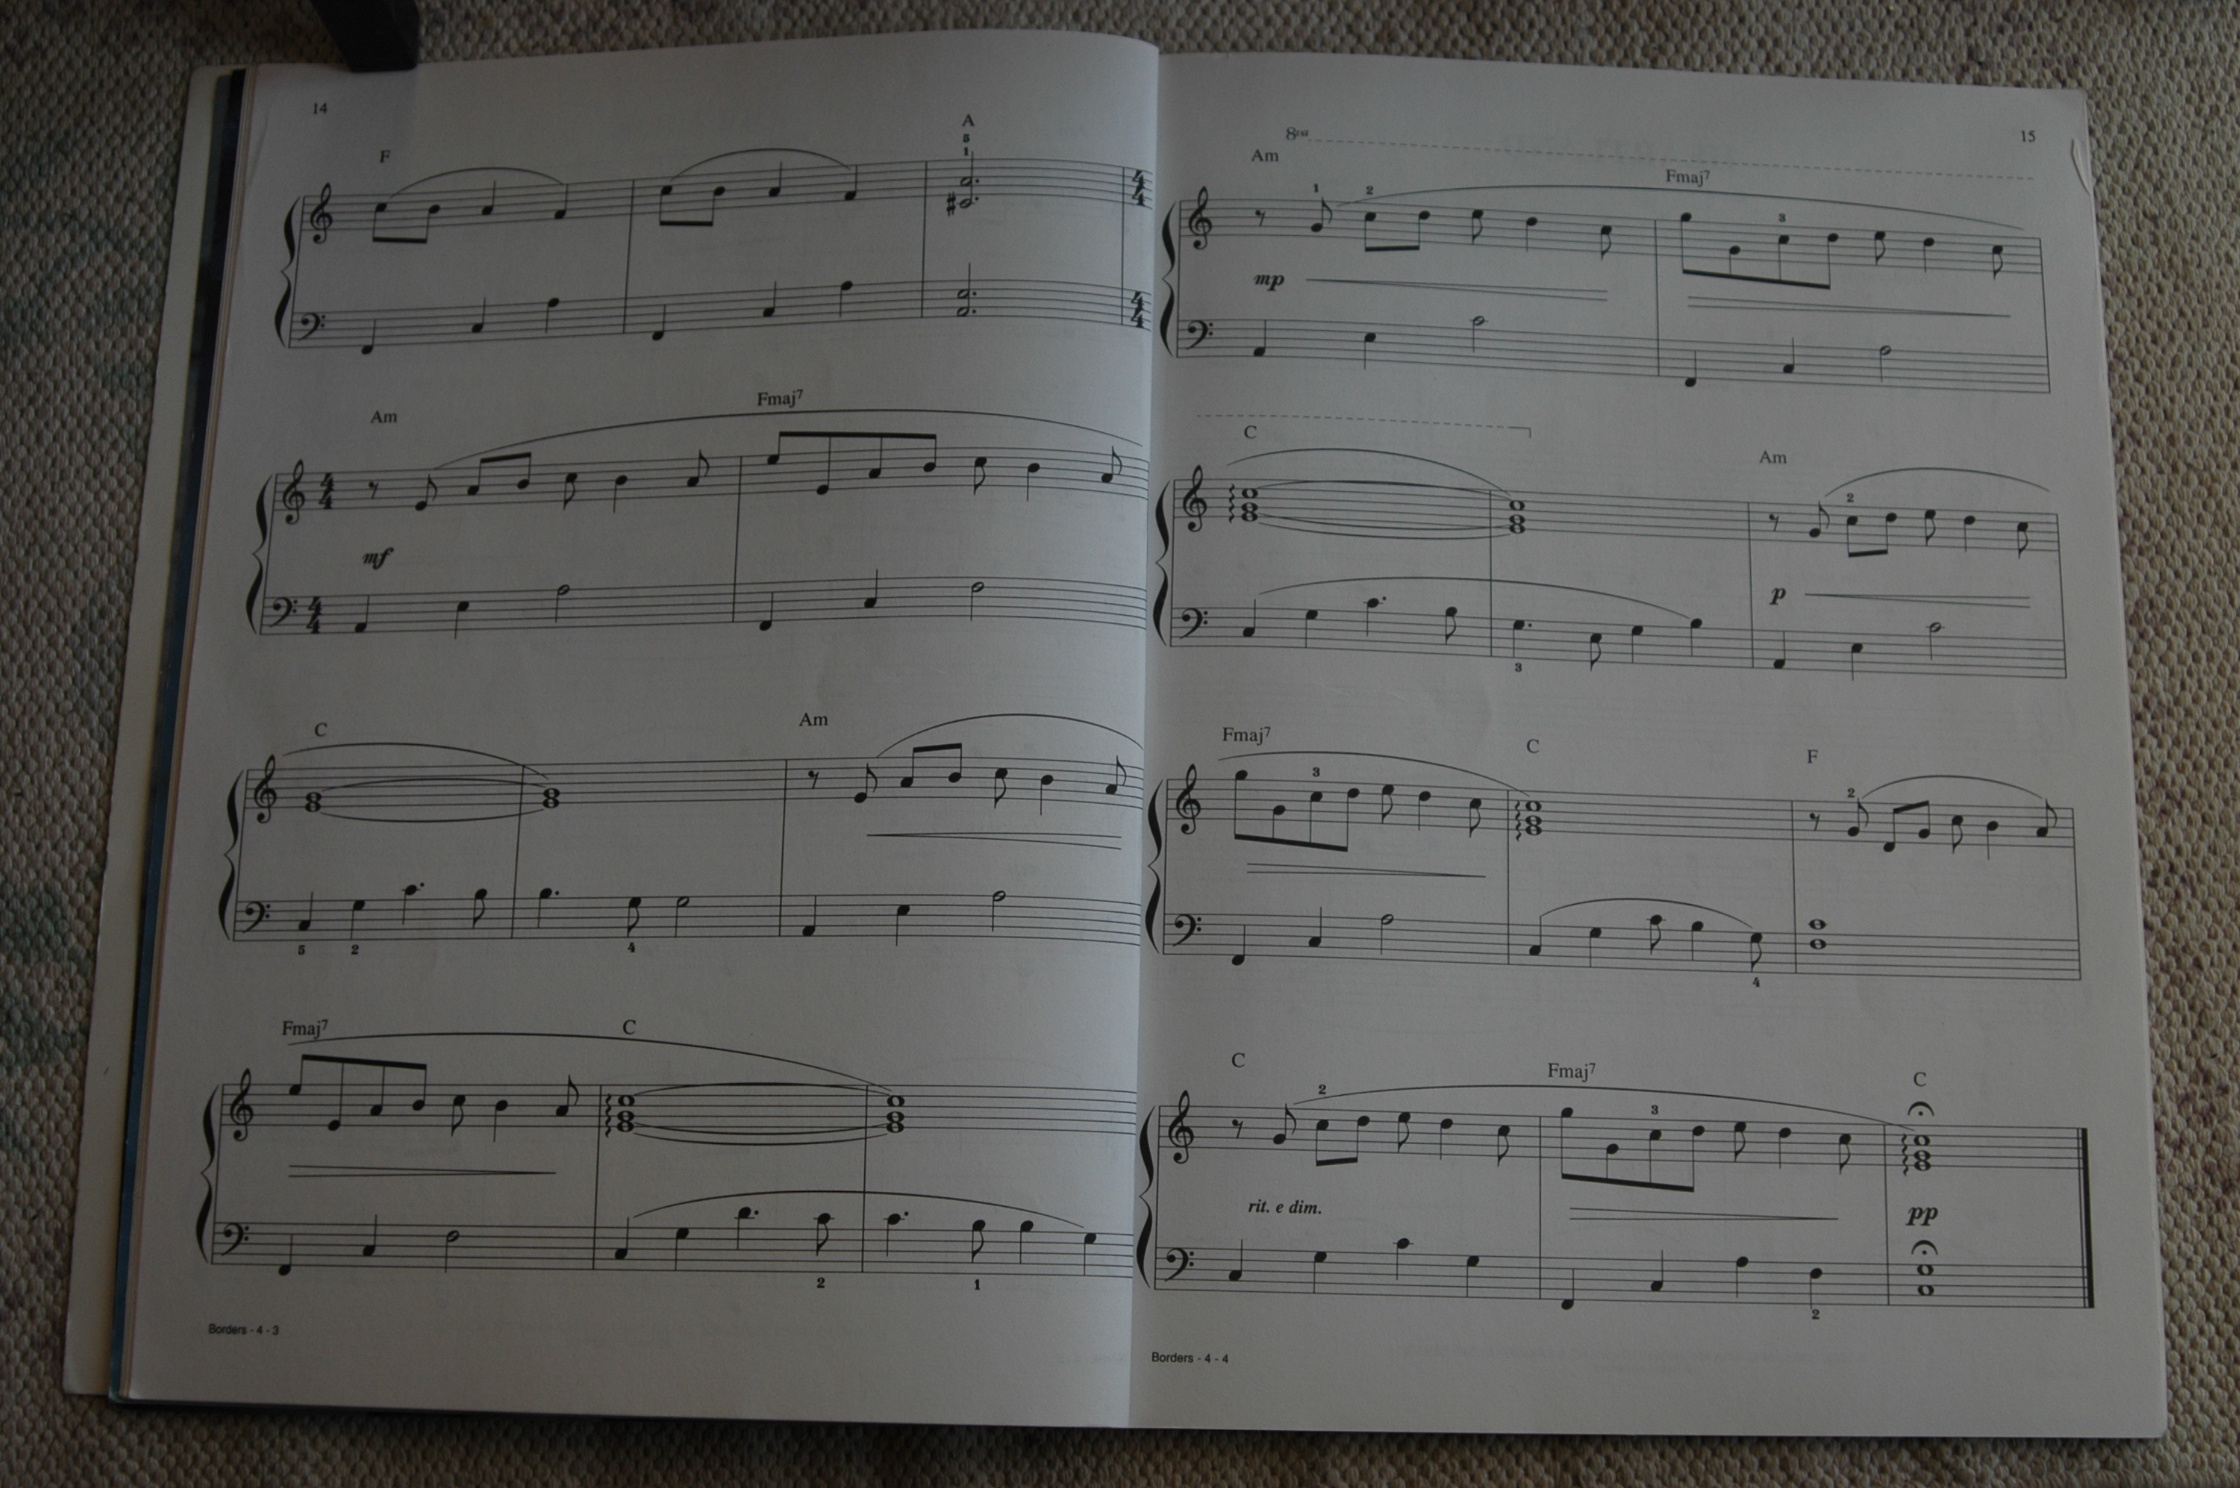 14
F A
5
1
Am Fmaj7
4
4
mf
C Am
5 2 4
Fmaj7 C
2 1
Borders - 4 - 3
15
8va
Am Fmaj7
1 2 3
mp
C Am
2
p
3
Fmaj7 C F
3 2
4
C Fmaj7 C
2 3
rit. e dim. pp
2
Borders - 4 - 4